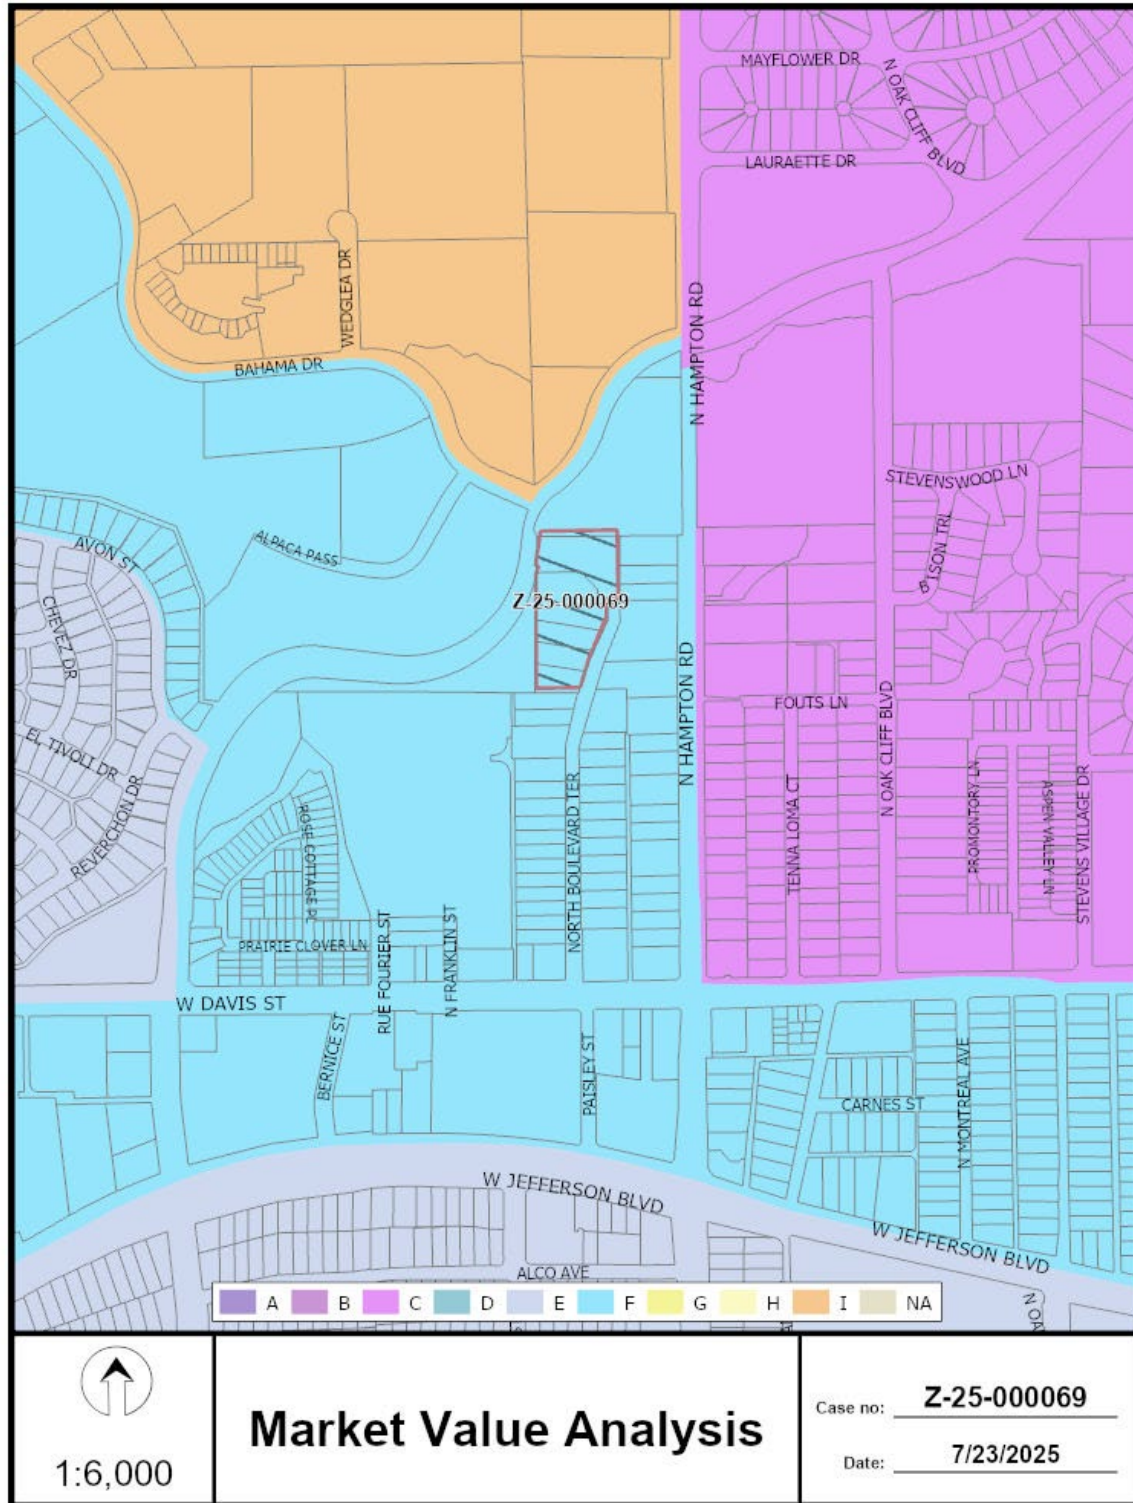 MAYFLOWER DR
N OAK CLIFF BLVD
LAURAETTE DR
WEDGLEA DR
N HAMPTON RD
BAHAMA DR
STEVENSWOOD LN
BISON TRL
AVON ST
ALPACA PASS
Z-25-000069
CHEVEZ DR
N HAMPTON RD
FOUTS LN
N OAK CLIFF BLVD
EL TIVOLI DR
REVERCHON DR
ROSE COTTAGE PL
NORTH BOULEVARD TER
TENNA LOMA CT
PROMONTORY LN
ASPEN VALLEY LN
STEVENS VILLAGE DR
PRAIRIE CLOVER LN
RUE FOURIER ST
N FRANKLIN ST
W DAVIS ST
BERNICE ST
PAISLEY ST
CARNES ST
N MONTREAL AVE
W JEFFERSON BLVD
W JEFFERSON BLVD
ALCO AVE
N OA
A B C D E F G H I NA
1:6,000
Market Value Analysis
Case no: Z-25-000069
Date: 7/23/2025